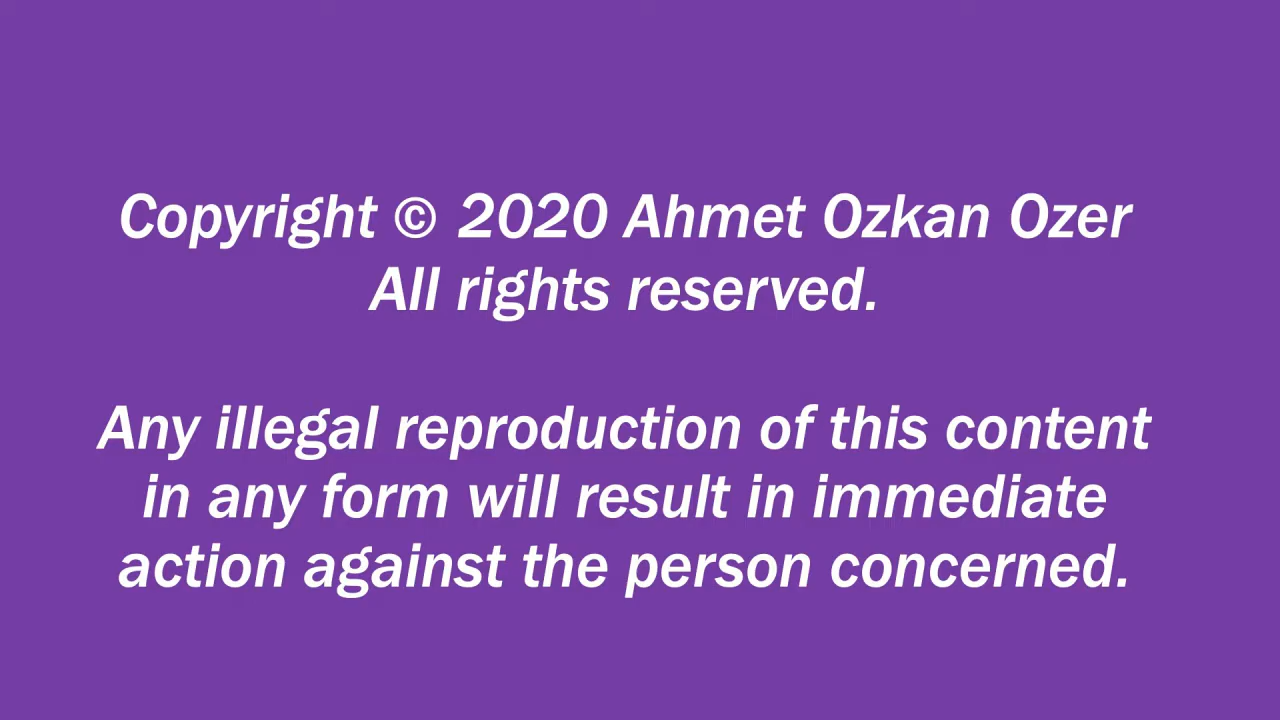 Copyright © 2020 Ahmet Ozkan Ozer
All rights reserved.
Any illegal reproduction of this content
in any form will result in immediate
action against the person concerned.